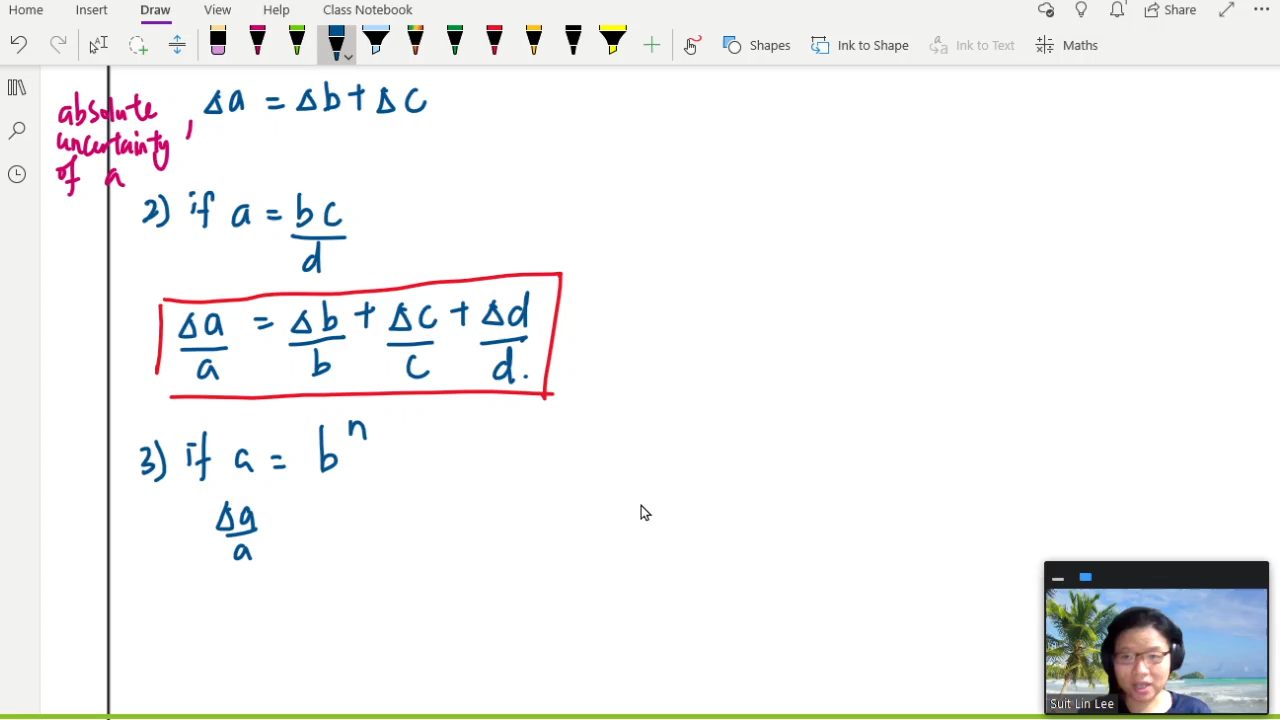 Home Insert Draw View Help Class Notebook Share
Shapes Ink to Shape Ink to Text Maths
absolute uncertainty of a , Δa = Δb + Δc
2) if a = bc / d
Δa / a = Δb / b + Δc / c + Δd / d.
3) if a = b^n
Δa / a
Suit Lin Lee